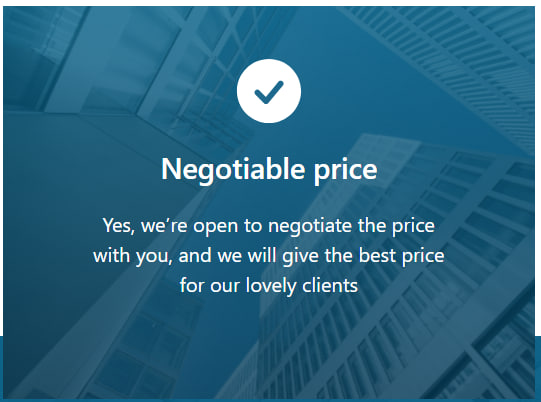 Negotiable price
Yes, we’re open to negotiate the price
with you, and we will give the best price
for our lovely clients